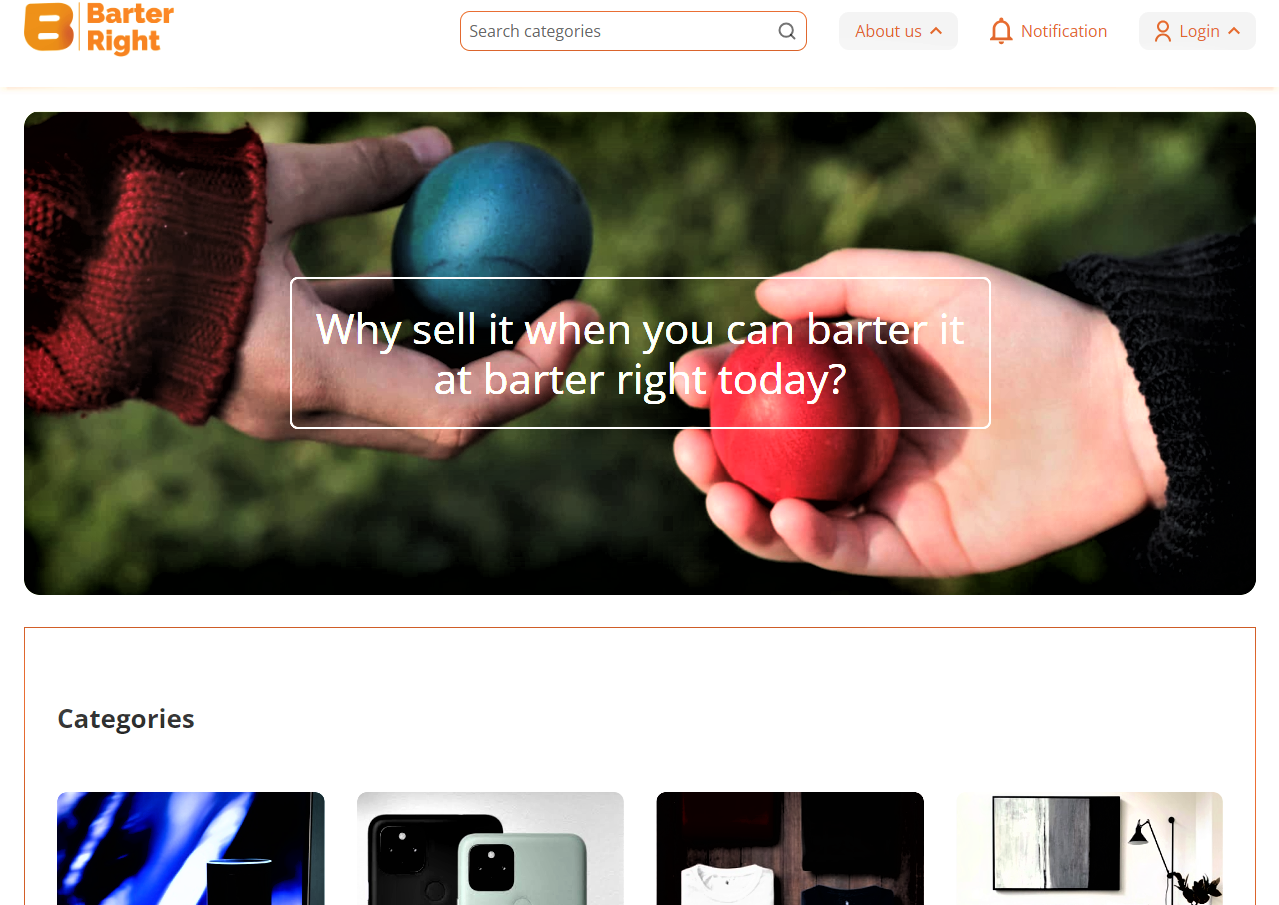 Barter
Right
Search categories
About us
Notification
Login
Why sell it when you can barter it
at barter right today?
Categories